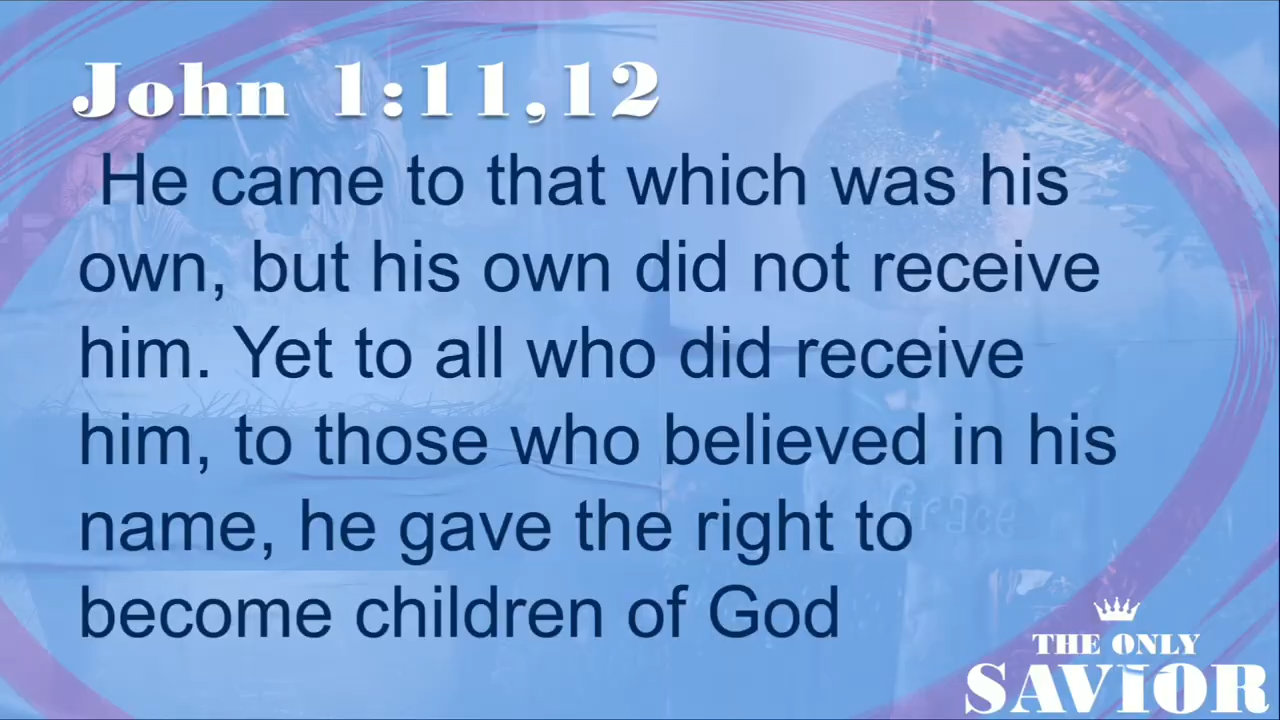 John 1:11,12
He came to that which was his
own, but his own did not receive
him. Yet to all who did receive
him, to those who believed in his
name, he gave the right to
become children of God
Grace
THE ONLY
SAVIOR